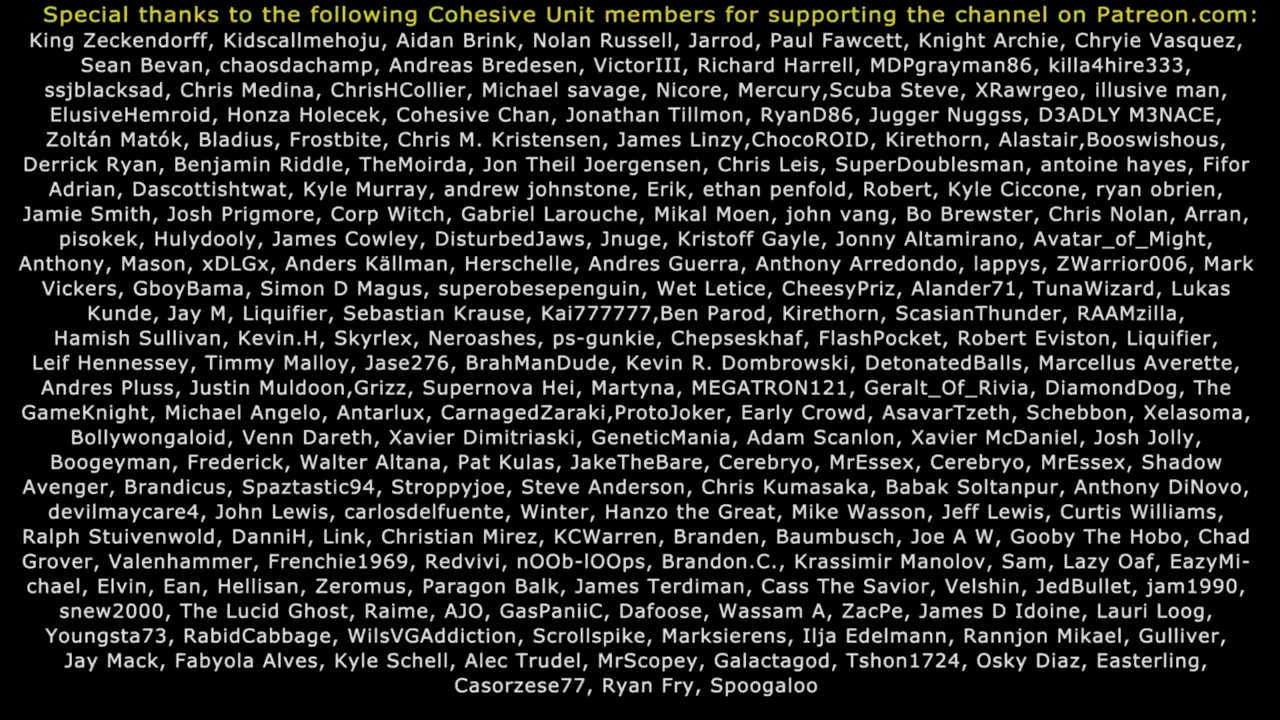 Special thanks to the following Cohesive Unit members for supporting the channel on Patreon.com:
King Zeckendorff, Kidscallmehoju, Aidan Brink, Nolan Russell, Jarrod, Paul Fawcett, Knight Archie, Chryie Vasquez,
Sean Bevan, chaosdachamp, Andreas Bredesen, VictorIII, Richard Harrell, MDPgrayman86, killa4hire333,
ssjblacksad, Chris Medina, ChrisHCollier, Michael savage, Nicore, Mercury,Scuba Steve, XRawrgeo, illusive man,
ElusiveHemroid, Honza Holecek, Cohesive Chan, Jonathan Tillmon, RyanD86, Jugger Nuggss, D3ADLY M3NACE,
Zoltán Matók, Bladius, Frostbite, Chris M. Kristensen, James Linzy,ChocoROID, Kirethorn, Alastair,Booswishous,
Derrick Ryan, Benjamin Riddle, TheMoirda, Jon Theil Joergensen, Chris Leis, SuperDoublesman, antoine hayes, Fifor
Adrian, Dascottishtwat, Kyle Murray, andrew johnstone, Erik, ethan penfold, Robert, Kyle Ciccone, ryan obrien,
Jamie Smith, Josh Prigmore, Corp Witch, Gabriel Larouche, Mikal Moen, john vang, Bo Brewster, Chris Nolan, Arran,
pisokek, Hulydooly, James Cowley, DisturbedJaws, Jnuge, Kristoff Gayle, Jonny Altamirano, Avatar_of_Might,
Anthony, Mason, xDLGx, Anders Källman, Herschelle, Andres Guerra, Anthony Arredondo, lappys, ZWarrior006, Mark
Vickers, GboyBama, Simon D Magus, superobesepenguin, Wet Letice, CheesyPriz, Alander71, TunaWizard, Lukas
Kunde, Jay M, Liquifier, Sebastian Krause, Kai777777,Ben Parod, Kirethorn, ScasianThunder, RAAMzilla,
Hamish Sullivan, Kevin.H, Skyrlex, Neroashes, ps-gunkie, Chepseskhaf, FlashPocket, Robert Eviston, Liquifier,
Leif Hennessey, Timmy Malloy, Jase276, BrahManDude, Kevin R. Dombrowski, DetonatedBalls, Marcellus Averette,
Andres Pluss, Justin Muldoon,Grizz, Supernova Hei, Martyna, MEGATRON121, Geralt_Of_Rivia, DiamondDog, The
GameKnight, Michael Angelo, Antarlux, CarnagedZaraki,ProtoJoker, Early Crowd, AsavarTzeth, Schebbon, Xelasoma,
Bollywongaloid, Venn Dareth, Xavier Dimitriaski, GeneticMania, Adam Scanlon, Xavier McDaniel, Josh Jolly,
Boogeyman, Frederick, Walter Altana, Pat Kulas, JakeTheBare, Cerebryo, MrEssex, Cerebryo, MrEssex, Shadow
Avenger, Brandicus, Spaztastic94, Stroppyjoe, Steve Anderson, Chris Kumasaka, Babak Soltanpur, Anthony DiNovo,
devilmaycare4, John Lewis, carlosdelfuente, Winter, Hanzo the Great, Mike Wasson, Jeff Lewis, Curtis Williams,
Ralph Stuivenwold, DanniH, Link, Christian Mirez, KCWarren, Branden, Baumbusch, Joe A W, Gooby The Hobo, Chad
Grover, Valenhammer, Frenchie1969, Redvivi, nOOb-lOOps, Brandon.C., Krassimir Manolov, Sam, Lazy Oaf, EazyMi-
chael, Elvin, Ean, Hellisan, Zeromus, Paragon Balk, James Terdiman, Cass The Savior, Velshin, JedBullet, jam1990,
snew2000, The Lucid Ghost, Raime, AJO, GasPaniiC, Dafoose, Wassam A, ZacPe, James D Idoine, Lauri Loog,
Youngsta73, RabidCabbage, WilsVGAddiction, Scrollspike, Marksierens, Ilja Edelmann, Rannjon Mikael, Gulliver,
Jay Mack, Fabyola Alves, Kyle Schell, Alec Trudel, MrScopey, Galactagod, Tshon1724, Osky Diaz, Easterling,
Casorzese77, Ryan Fry, Spoogaloo